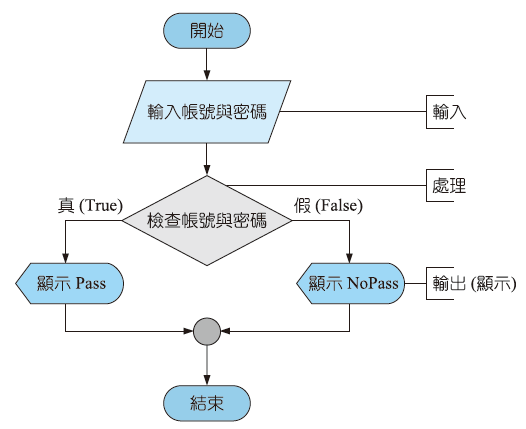 開始
輸入帳號與密碼
輸入
處理
真 (True)
假 (False)
檢查帳號與密碼
顯示 Pass
顯示 NoPass
輸出 (顯示)
結束